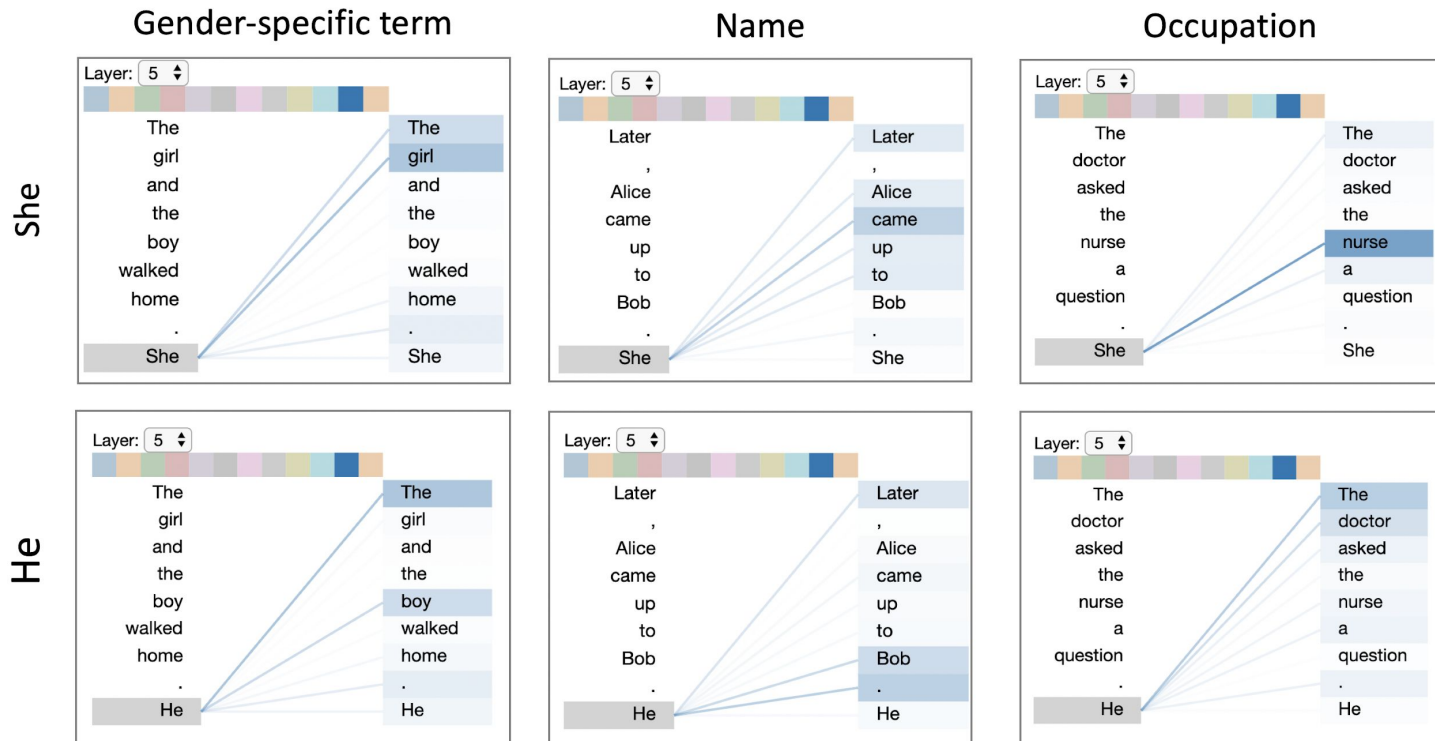 Gender-specific term Name Occupation
She
Layer: 5
The The
girl girl
and and
the the
boy boy
walked walked
home home
. .
She She
Layer: 5
Later Later
, ,
Alice Alice
came came
up up
to to
Bob Bob
. .
She She
Layer: 5
The The
doctor doctor
asked asked
the the
nurse nurse
a a
question question
. .
She She
He
Layer: 5
The The
girl girl
and and
the the
boy boy
walked walked
home home
. .
He He
Layer: 5
Later Later
, ,
Alice Alice
came came
up up
to to
Bob Bob
. .
He He
Layer: 5
The The
doctor doctor
asked asked
the the
nurse nurse
a a
question question
. .
He He